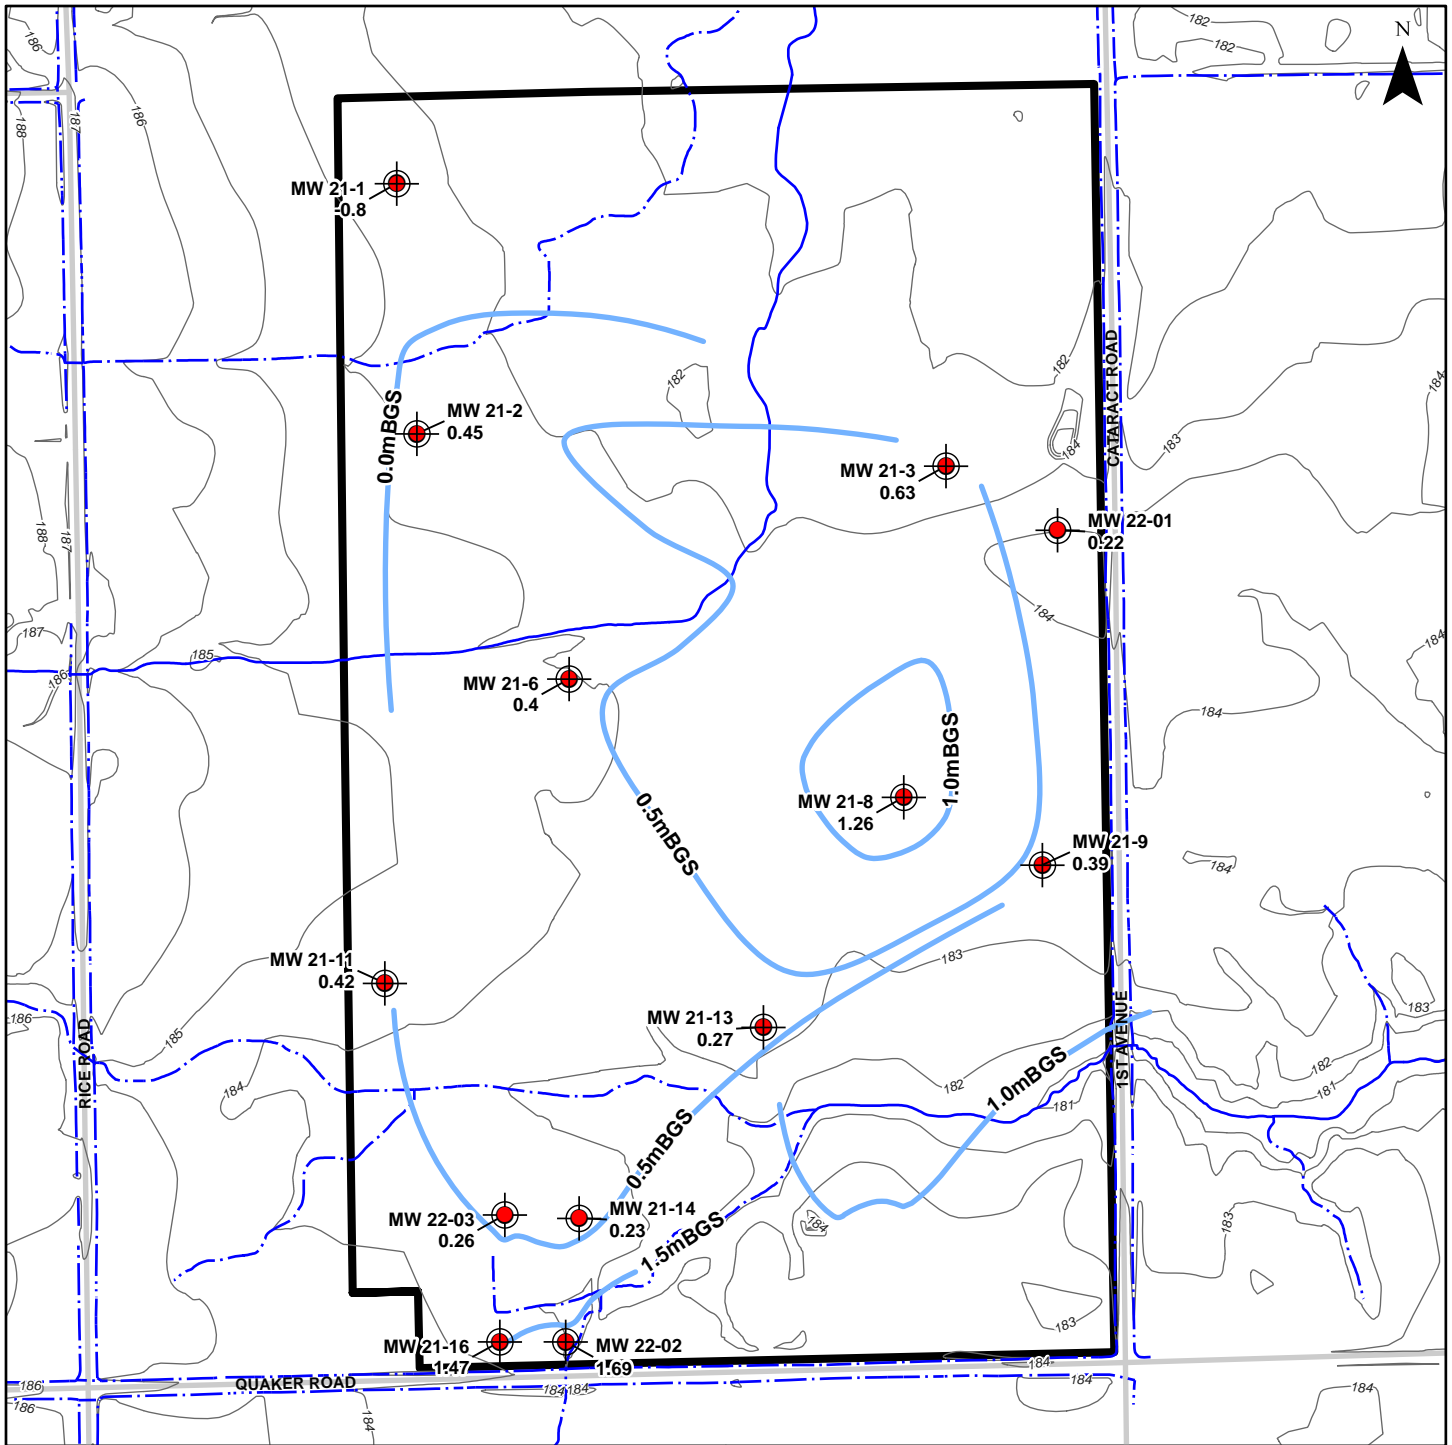 182
182
N
186
188
187
186
MW 21-1
-0.8
CATARACT ROAD
182
182
184
0.0mBGS
MW 21-2
0.45
MW 21-3
0.63
184
183
188
187
MW 22-01
0.22
184
187
185
186
184
MW 21-6
0.4
184
1.0mBGS
MW 21-8
1.26
0.5mBGS
MW 21-9
0.39
184
MW 21-11
0.42
183
183
186
185
RICE ROAD
MW 21-13
0.27
1ST AVENUE
182
182
181
181
184
1.0mBGS
0.5mBGS
MW 22-03
0.26
MW 21-14
0.23
184
183
1.5mBGS
183
MW 21-16
1.47
MW 22-02
1.69
184
QUAKER ROAD
186
186
184
184
184
184
184